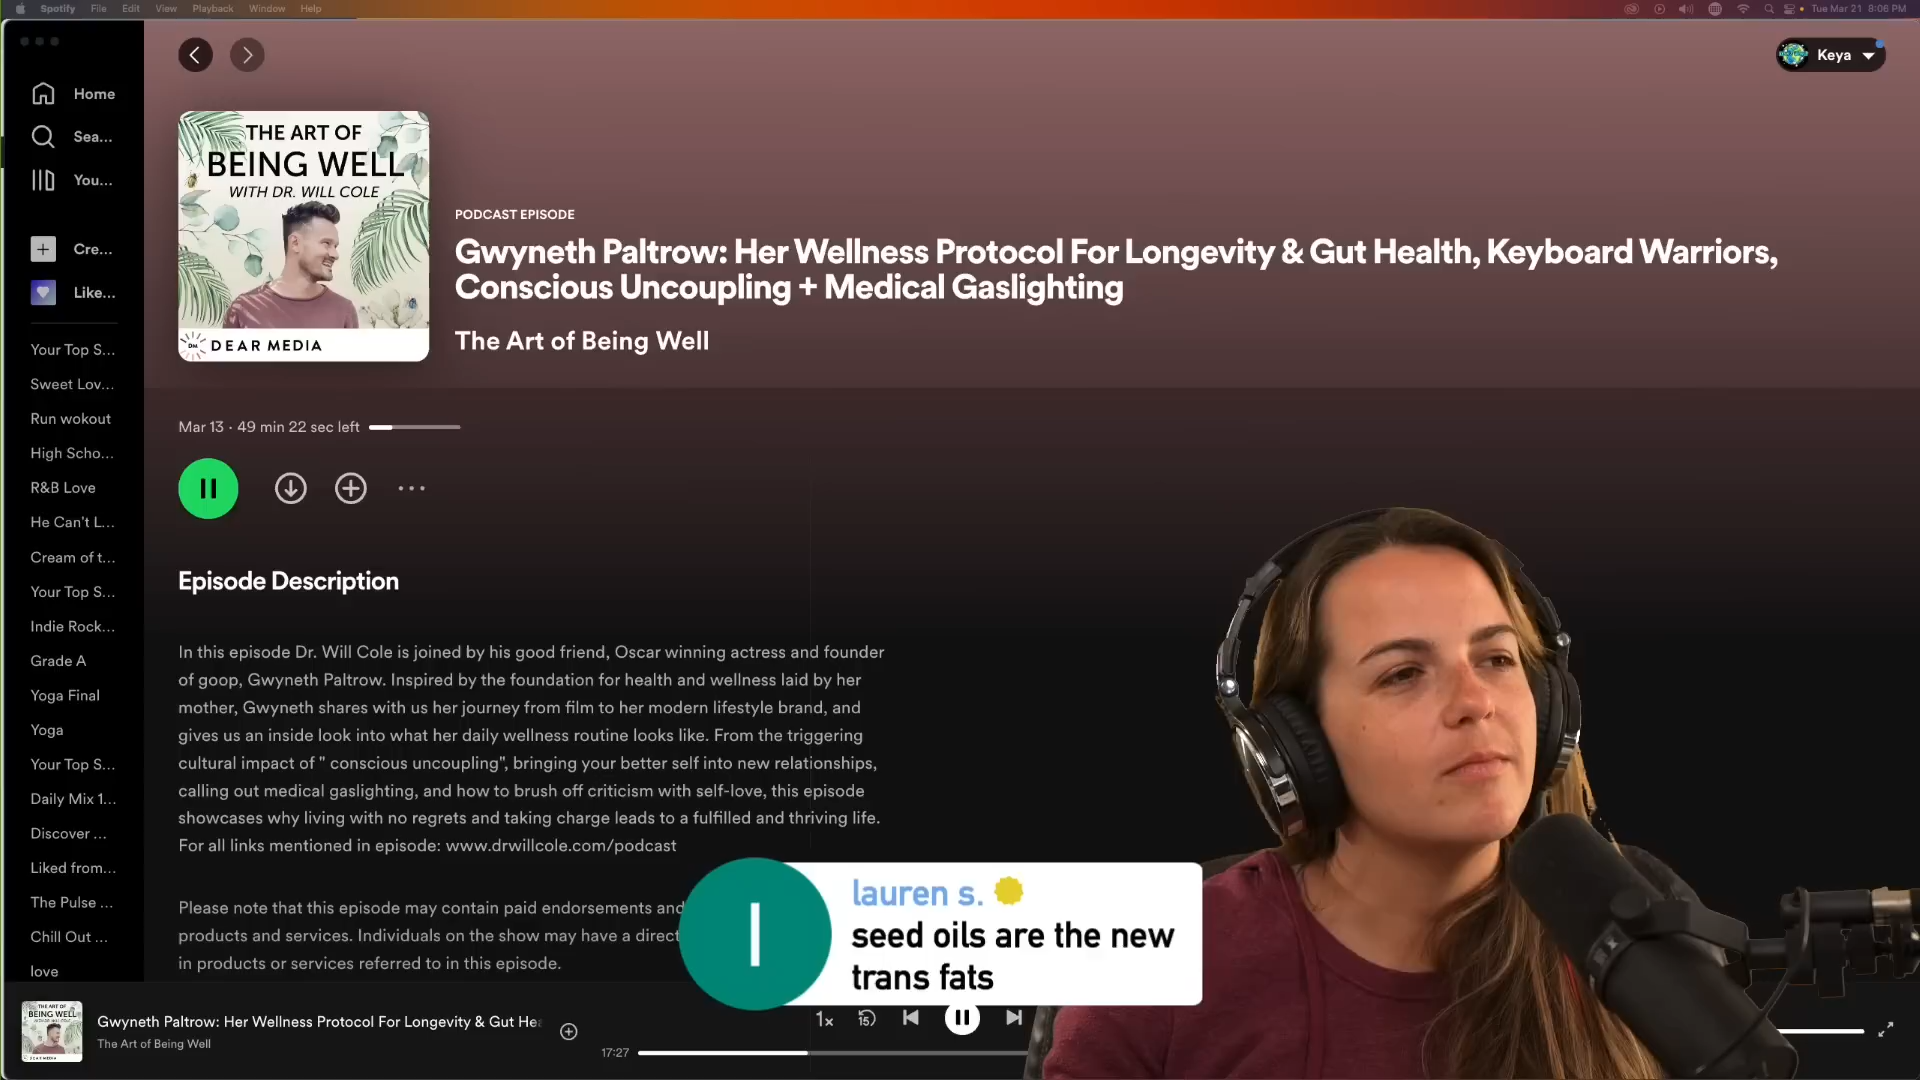 Spotify File Edit View Playback Window Help
Tue Mar 21 8:06 PM
Keya
Home
Sea...
You...
Cre...
Like...
Your Top S...
Sweet Lov...
Run wokout
High Scho...
R&B Love
He Can't L...
Cream of t...
Your Top S...
Indie Rock...
Grade A
Yoga Final
Yoga
Your Top S...
Daily Mix 1...
Discover ...
Liked from...
The Pulse ...
Chill Out ...
love
THE ART OF
BEING WELL
WITH DR. WILL COLE
DM DEAR MEDIA
PODCAST EPISODE
Gwyneth Paltrow: Her Wellness Protocol For Longevity & Gut Health, Keyboard Warriors,
Conscious Uncoupling + Medical Gaslighting
The Art of Being Well
Mar 13 · 49 min 22 sec left
...
Episode Description
In this episode Dr. Will Cole is joined by his good friend, Oscar winning actress and founder
of goop, Gwyneth Paltrow. Inspired by the foundation for health and wellness laid by her
mother, Gwyneth shares with us her journey from film to her modern lifestyle brand, and
gives us an inside look into what her daily wellness routine looks like. From the triggering
cultural impact of " conscious uncoupling", bringing your better self into new relationships,
calling out medical gaslighting, and how to brush off criticism with self-love, this episode
showcases why living with no regrets and taking charge leads to a fulfilled and thriving life.
For all links mentioned in episode: www.drwillcole.com/podcast
Please note that this episode may contain paid endorsements and
products and services. Individuals on the show may have a direct
in products or services referred to in this episode.
l
lauren s.
seed oils are the new
trans fats
THE ART OF
BEING WELL
DEAR MEDIA
Gwyneth Paltrow: Her Wellness Protocol For Longevity & Gut Hea
The Art of Being Well
1x
15
17:27